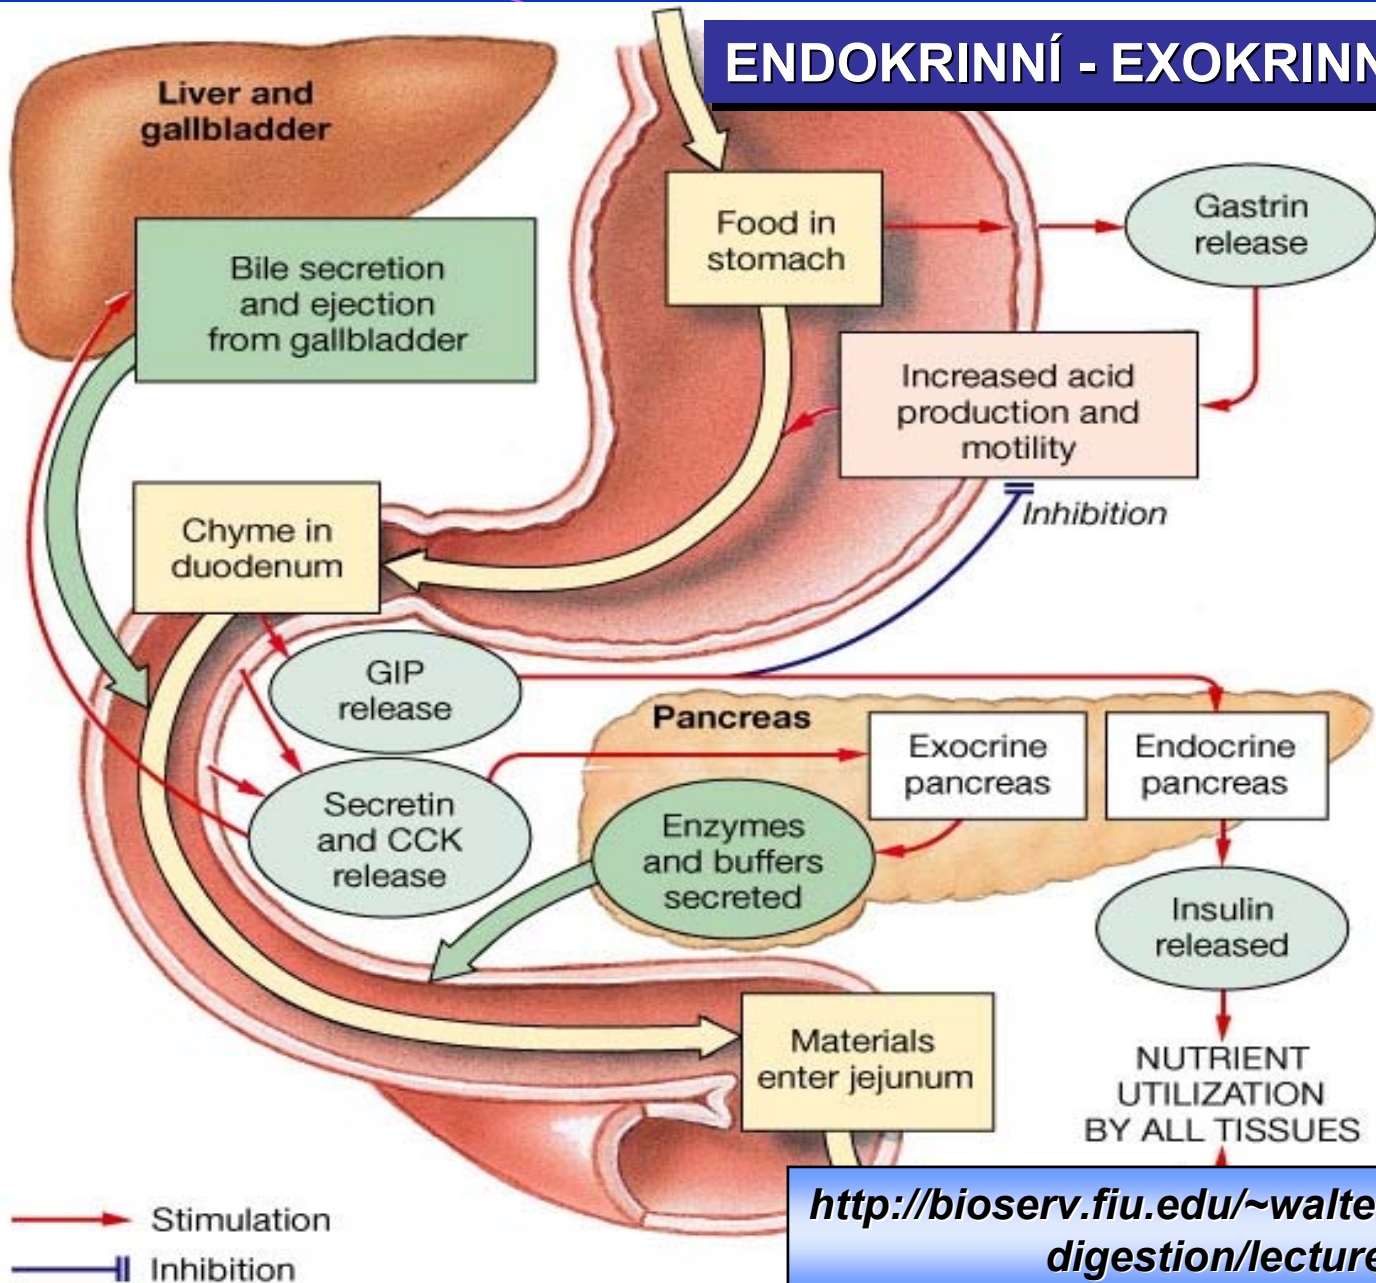 ENDOKRINNÍ - EXOKRINN
Liver and
gallbladder
Food in
stomach
Gastrin
release
Bile secretion
and ejection
from gallbladder
Increased acid
production and
motility
Inhibition
Chyme in
duodenum
GIP
release
Pancreas
Exocrine
pancreas
Endocrine
pancreas
Secretin
and CCK
release
Enzymes
and buffers
secreted
Insulin
released
Materials
enter jejunum
NUTRIENT
UTILIZATION
BY ALL TISSUES
http://bioserv.fiu.edu/~walte
digestion/lecture
Stimulation
Inhibition